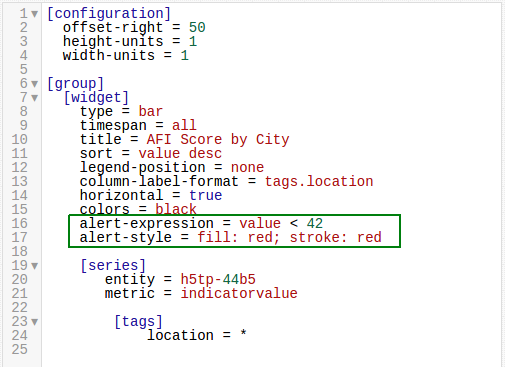 1 [configuration]
2 offset-right = 50
3 height-units = 1
4 width-units = 1
5
6 [group]
7 [widget]
8 type = bar
9 timespan = all
10 title = AFI Score by City
11 sort = value desc
12 legend-position = none
13 column-label-format = tags.location
14 horizontal = true
15 colors = black
16 alert-expression = value < 42
17 alert-style = fill: red; stroke: red
18
19 [series]
20 entity = h5tp-44b5
21 metric = indicatorvalue
22
23 [tags]
24 location = *
25